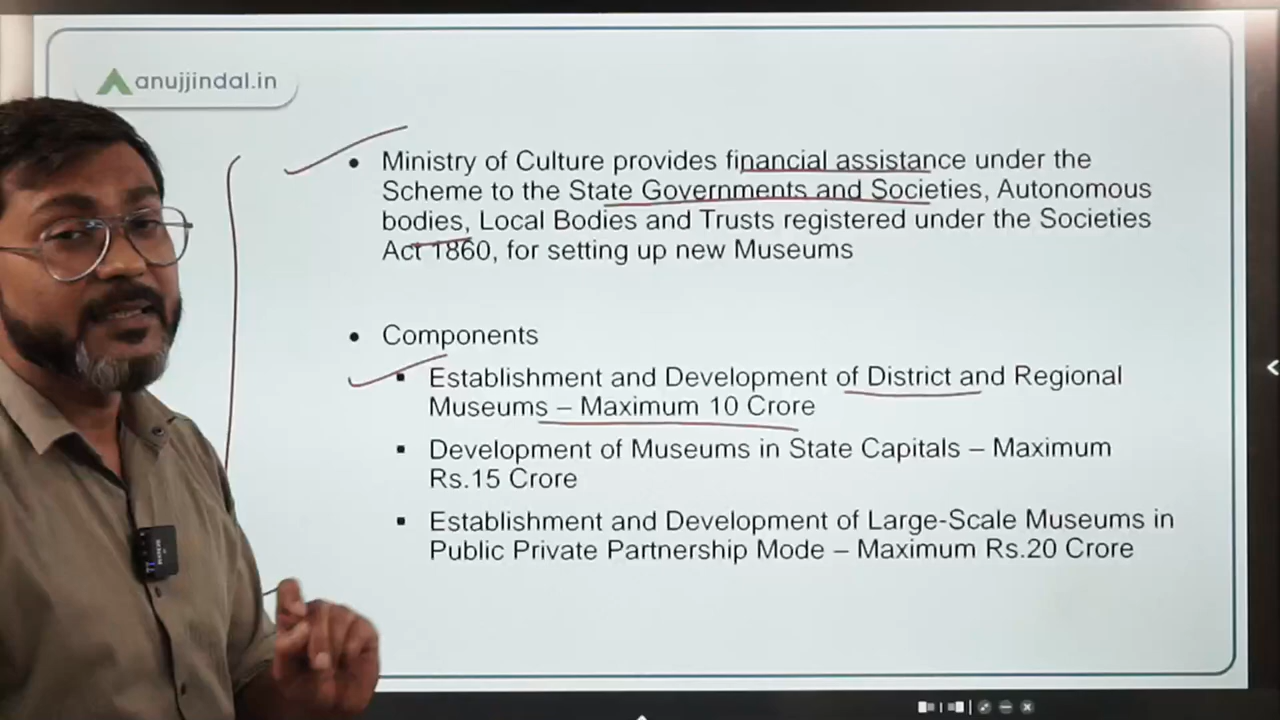 anujjindal.in
• Ministry of Culture provides financial assistance under the
Scheme to the State Governments and Societies, Autonomous
bodies, Local Bodies and Trusts registered under the Societies
Act 1860, for setting up new Museums
• Components
▪ Establishment and Development of District and Regional
Museums – Maximum 10 Crore
▪ Development of Museums in State Capitals – Maximum
Rs.15 Crore
▪ Establishment and Development of Large-Scale Museums in
Public Private Partnership Mode – Maximum Rs.20 Crore